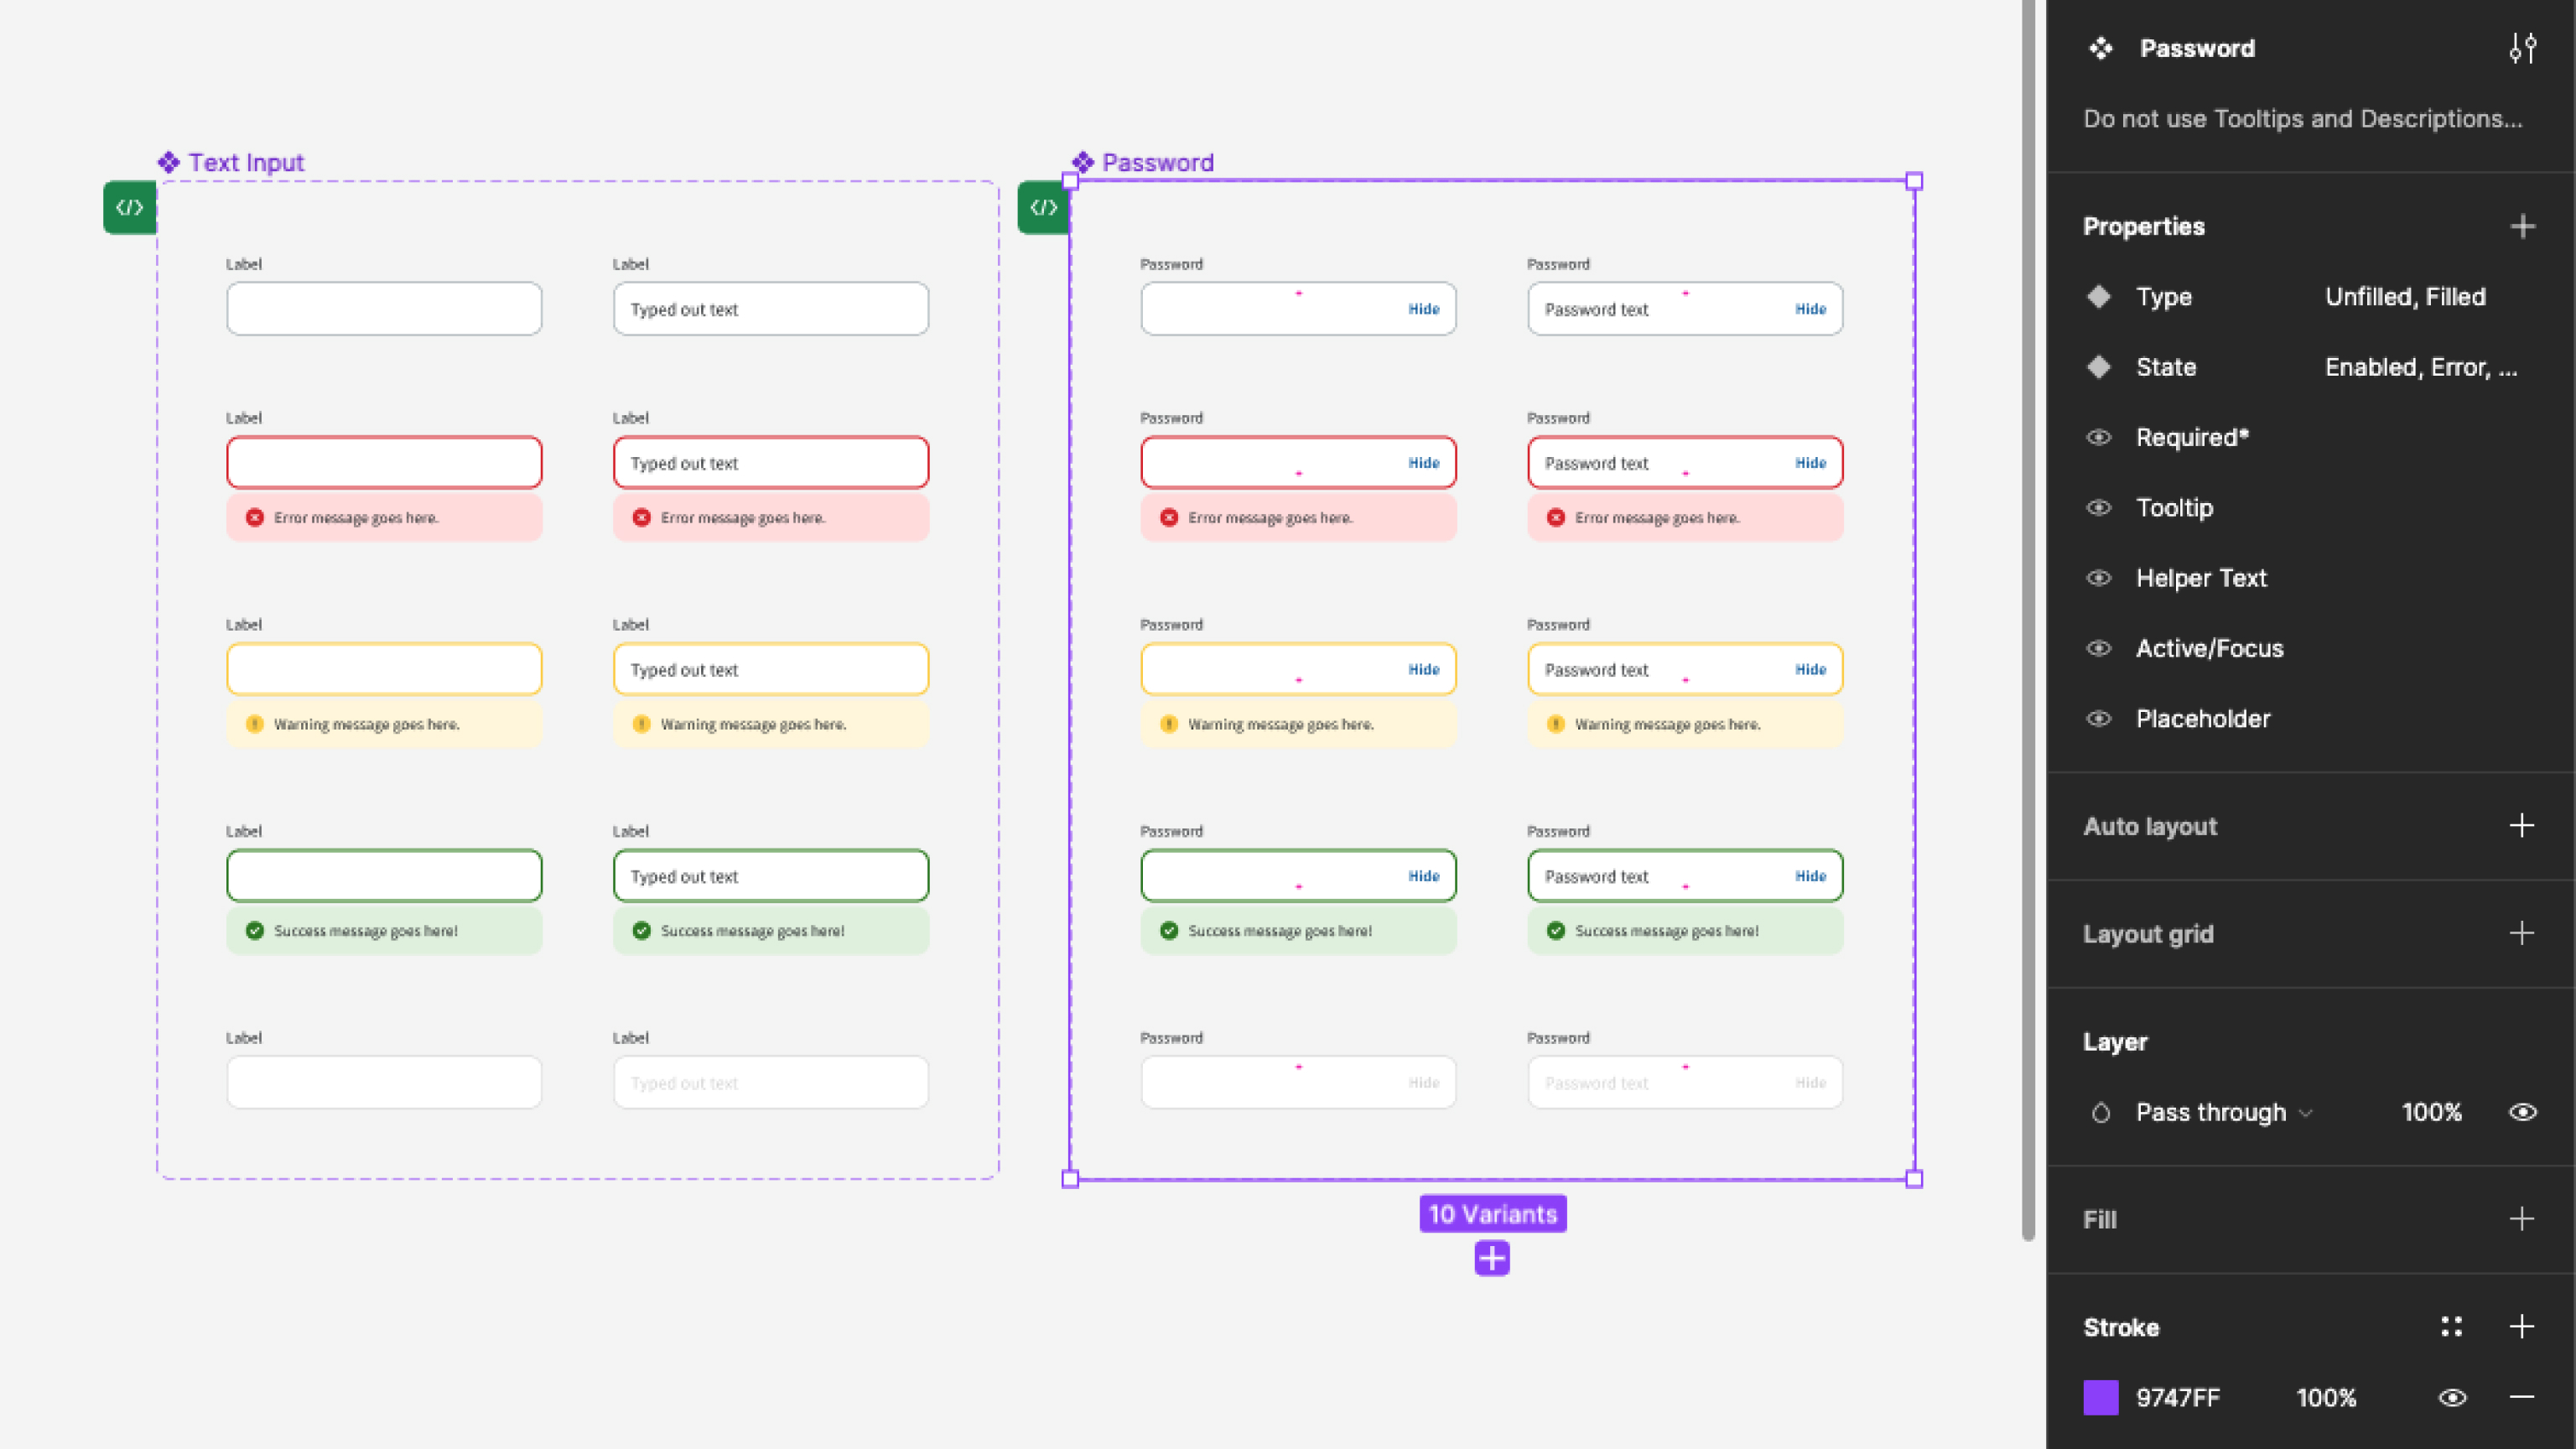 Text Input
Label
Label
Typed out text
Label
Label
Typed out text
Error message goes here.
Error message goes here.
Label
Label
Typed out text
Warning message goes here.
Warning message goes here.
Label
Label
Typed out text
Success message goes here!
Success message goes here!
Label
Label
Typed out text
Password
Password
Password
Hide
Password text
Hide
Password
Password
Hide
Password text
Hide
Error message goes here.
Error message goes here.
Password
Password
Hide
Password text
Hide
Warning message goes here.
Warning message goes here.
Password
Password
Hide
Password text
Hide
Success message goes here!
Success message goes here!
Password
Password
Hide
Password text
Hide
10 Variants
Password
Do not use Tooltips and Descriptions...
Properties
Type Unfilled, Filled
State Enabled, Error, ...
Required*
Tooltip
Helper Text
Active/Focus
Placeholder
Auto layout
Layout grid
Layer
Pass through 100%
Fill
Stroke
9747FF 100%